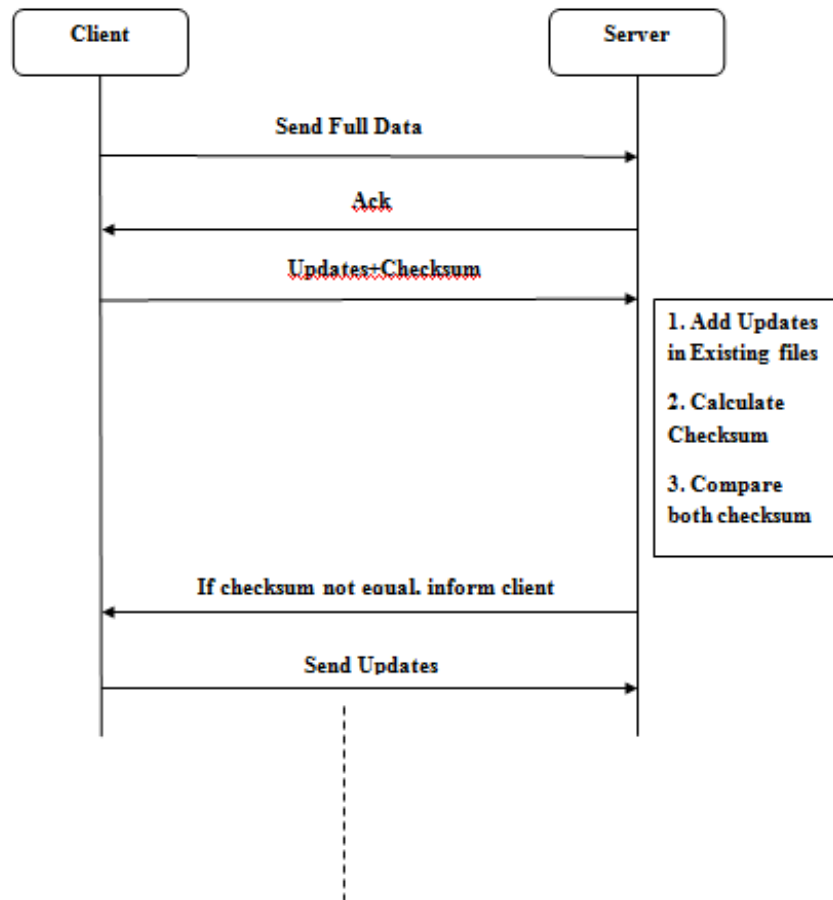 Client
Server
Send Full Data
Ack
Updates+Checksum
1. Add Updates
in Existing files
2. Calculate
Checksum
3. Compare
both checksum
If checksum not equal, inform client
Send Updates